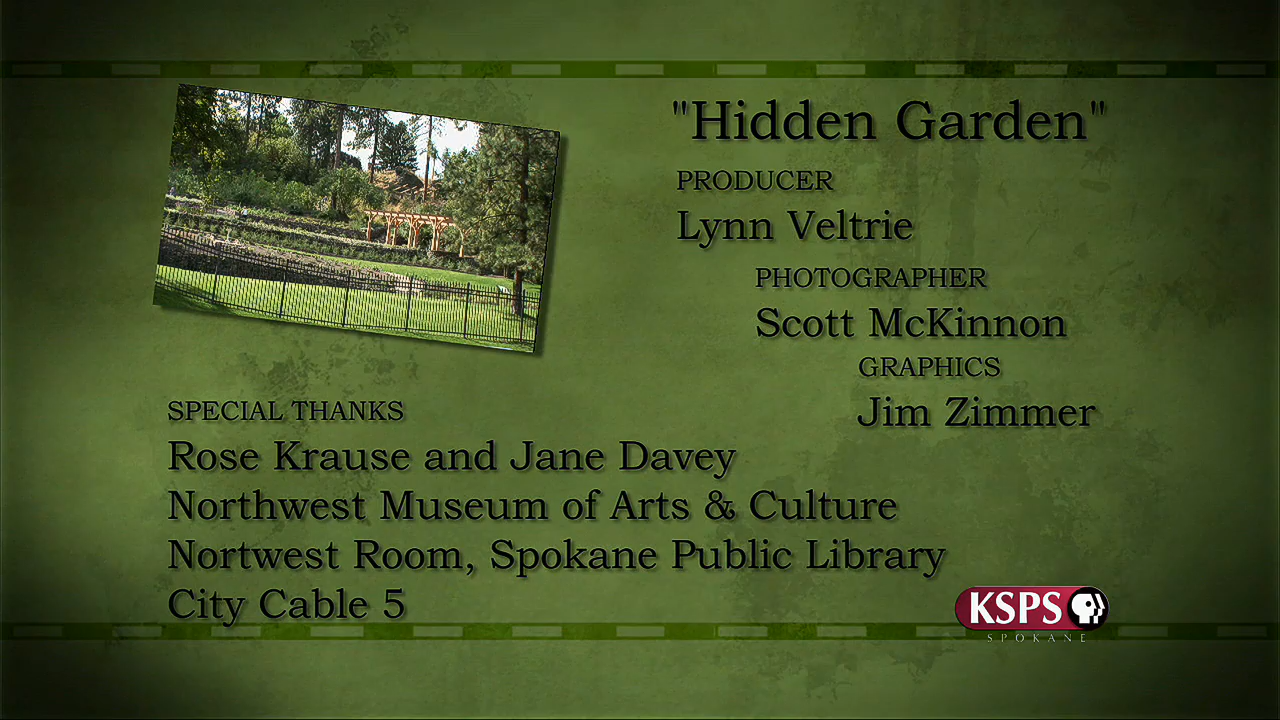 "Hidden Garden"
PRODUCER
Lynn Veltrie
PHOTOGRAPHER
Scott McKinnon
GRAPHICS
Jim Zimmer
SPECIAL THANKS
Rose Krause and Jane Davey
Northwest Museum of Arts & Culture
Nortwest Room, Spokane Public Library
City Cable 5
KSPS
SPOKANE